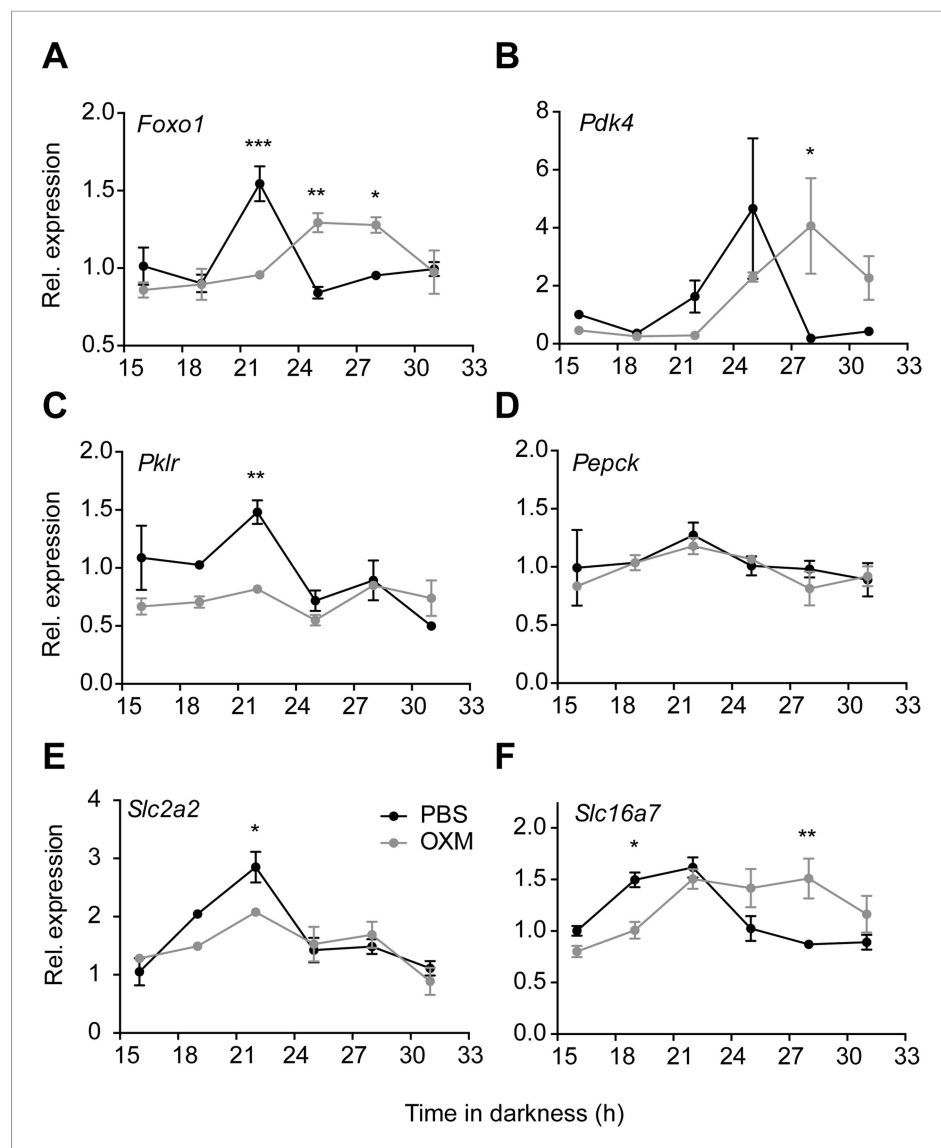 A
B
2.0
Foxo1
***
**
*
1.5
1.0
0.5
Rel. expression
15 18 21 24 27 30 33
8
Pdk4
*
6
4
2
0
15 18 21 24 27 30 33
C
D
2.0
Pklr
**
1.5
1.0
0.5
0.0
Rel. expression
15 18 21 24 27 30 33
2.0
Pepck
1.5
1.0
0.5
0.0
15 18 21 24 27 30 33
E
F
4
Slc2a2
*
PBS
OXM
3
2
1
0
Rel. expression
15 18 21 24 27 30 33
2.0
Slc16a7
*
**
1.5
1.0
0.5
0.0
15 18 21 24 27 30 33
Time in darkness (h)